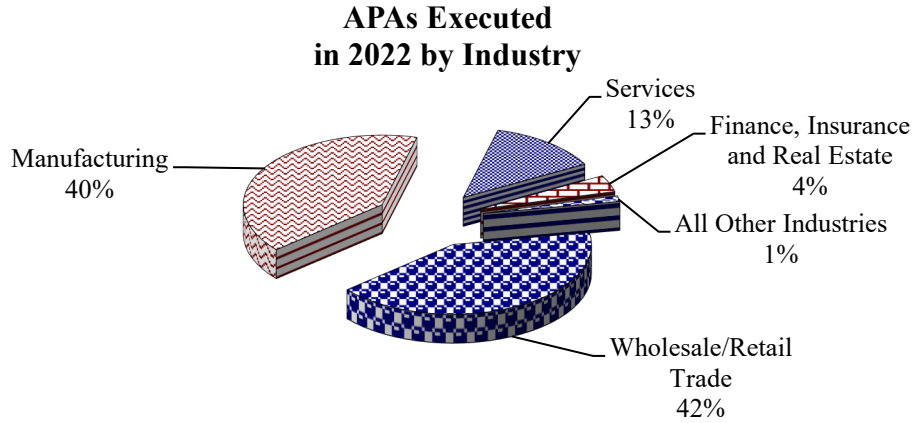 APAs Executed
in 2022 by Industry
Services
13%
Finance, Insurance
and Real Estate
4%
Manufacturing
40%
All Other Industries
1%
Wholesale/Retail
Trade
42%